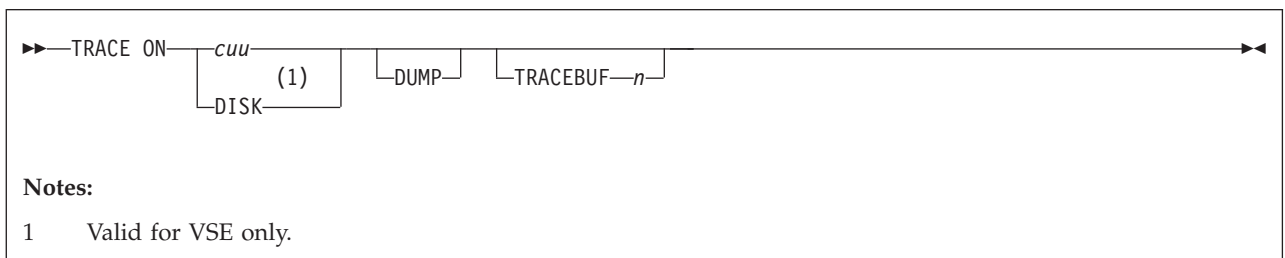 TRACE ON cuu DUMP TRACEBUF n
(1)
DISK
Notes:
1 Valid for VSE only.